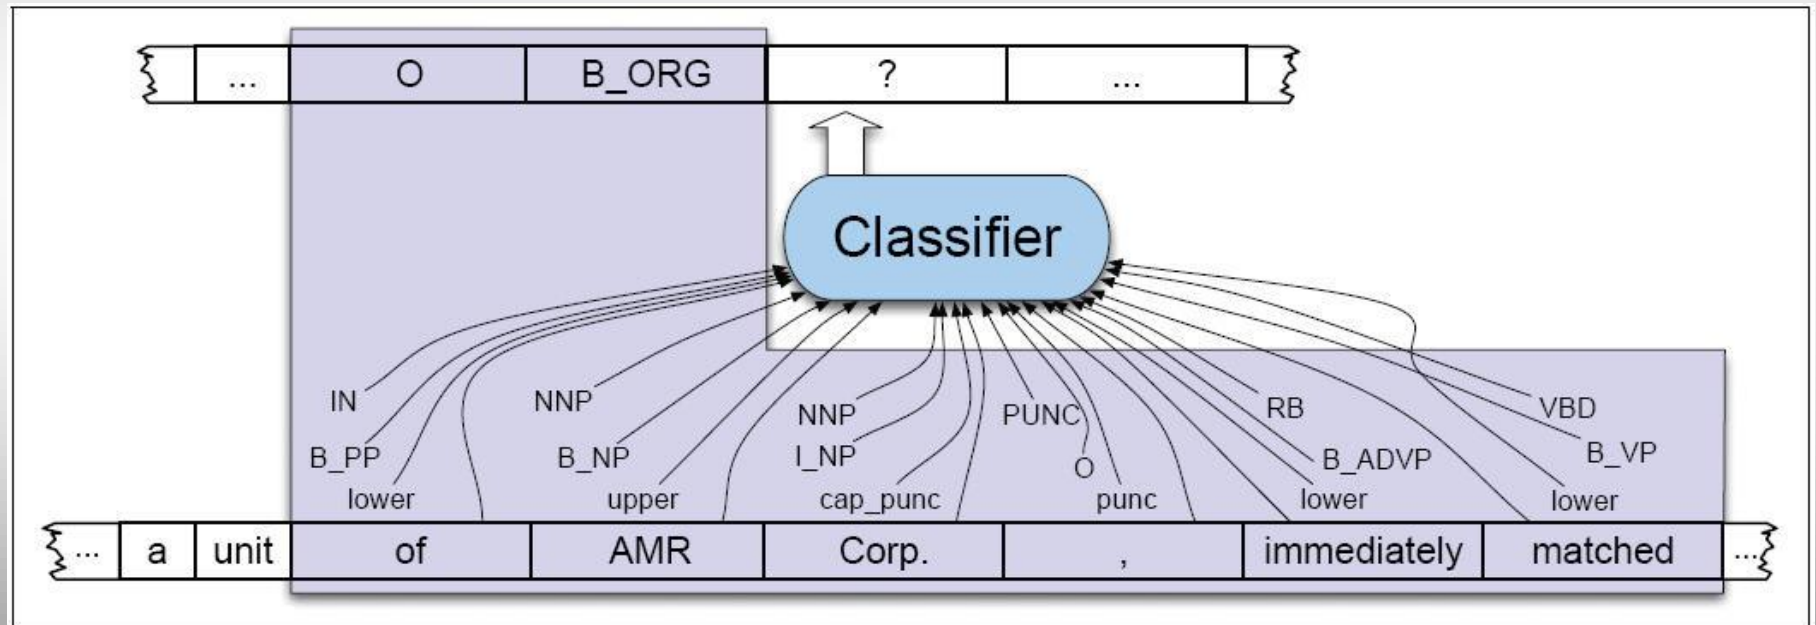 ... O B_ORG ? ...
Classifier
IN NNP NNP PUNC RB VBD
B_PP B_NP I_NP O B_ADVP B_VP
lower upper cap_punc punc lower lower
... a unit of AMR Corp. , immediately matched ...